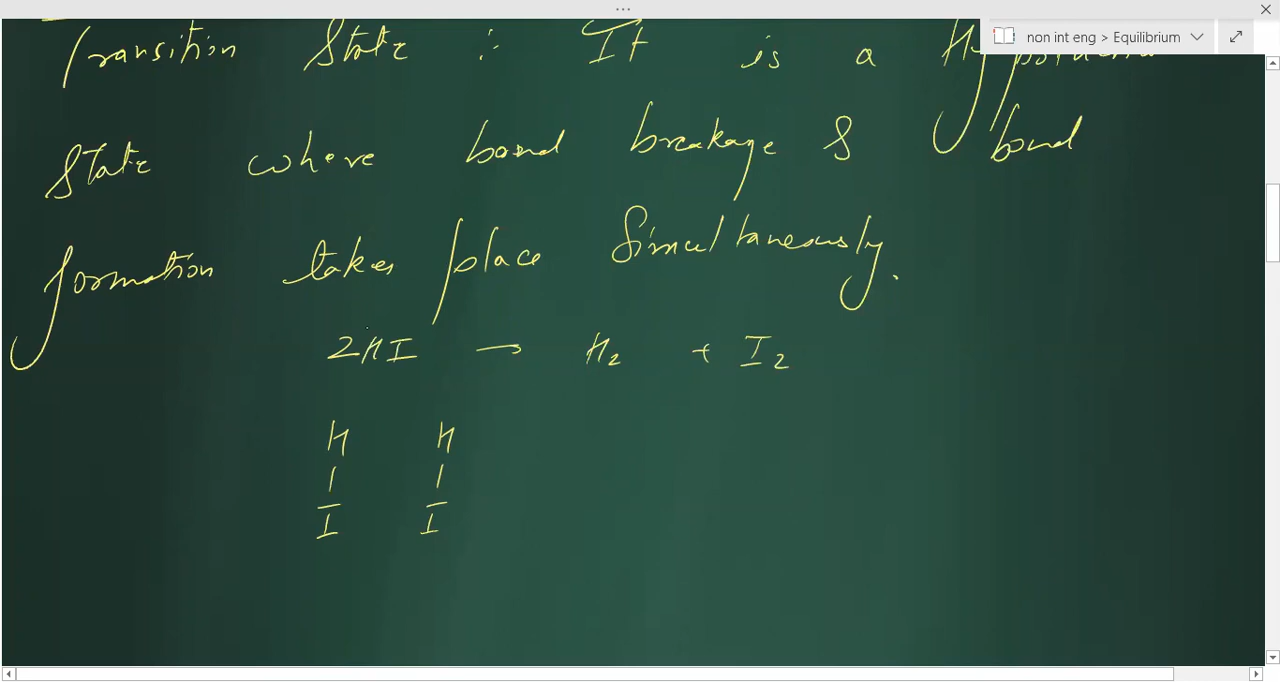 non int eng > Equilibrium
Transition State : It is a
State where bond breakage & bond
formation takes place Simultaneously.
2HI → H₂ + I₂
H H
| |
I I